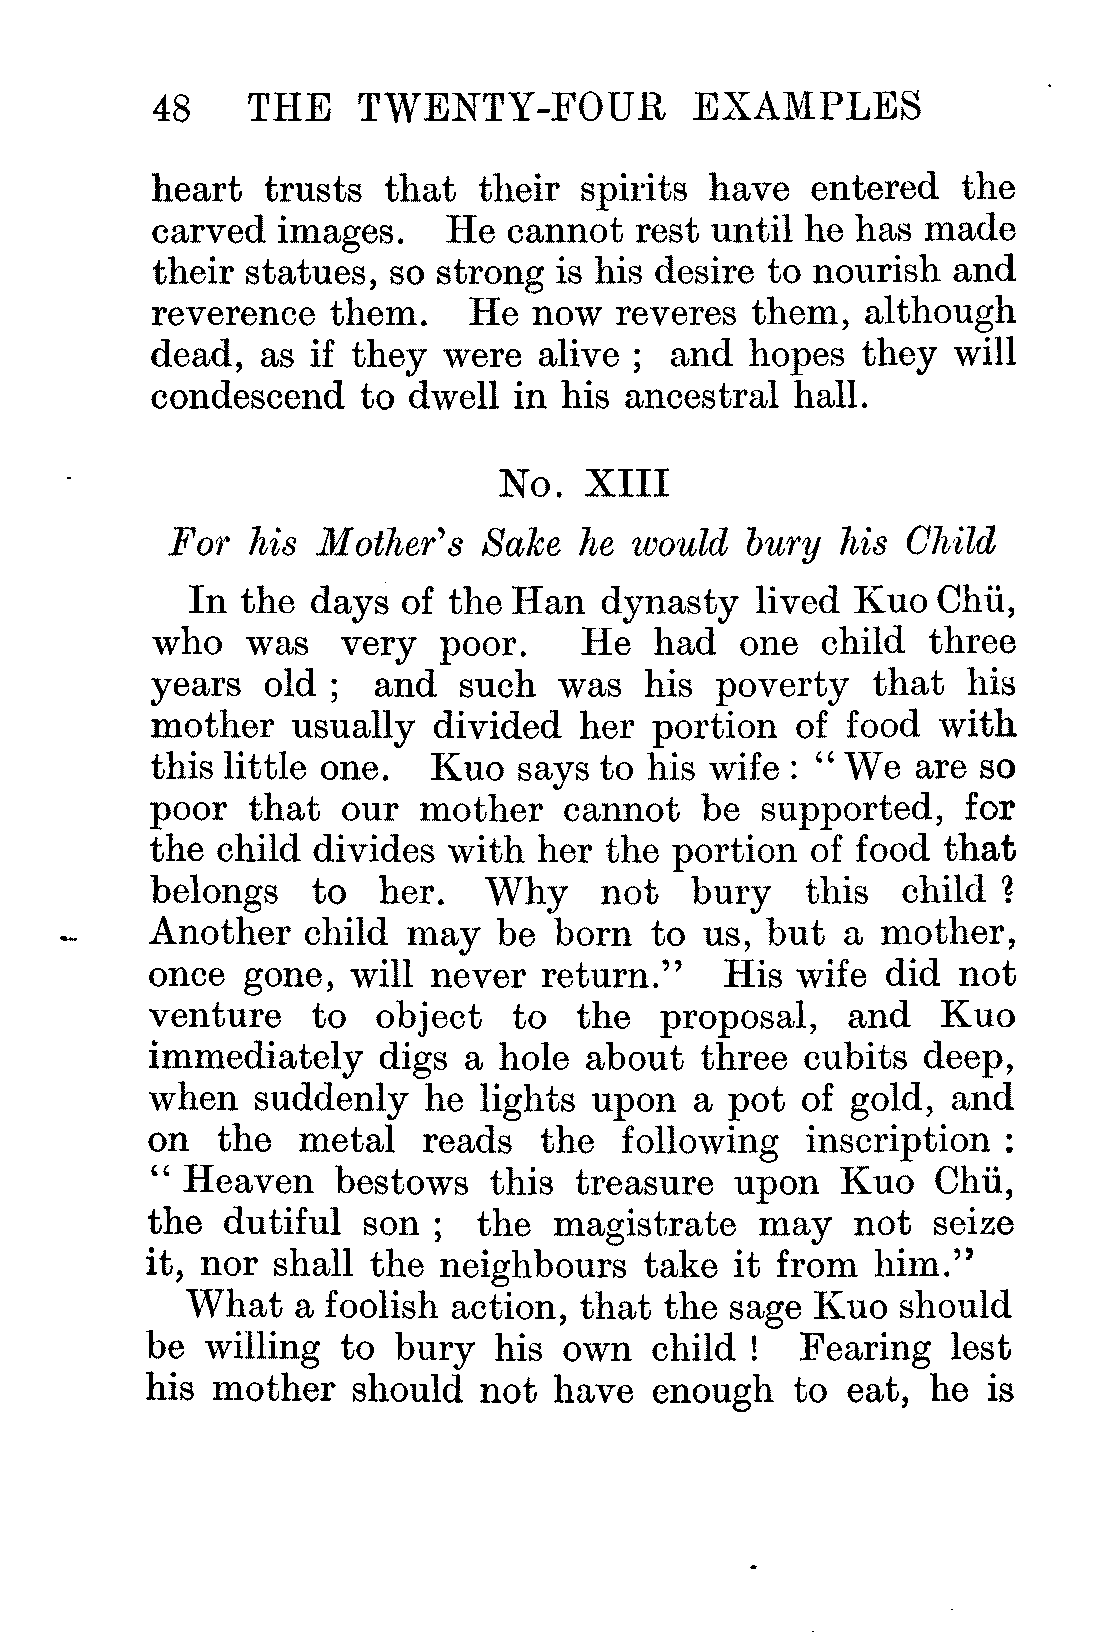 48 THE TWENTY-FOUR EXAMPLES
heart trusts that their spirits have entered the
carved images. He cannot rest until he has made
their statues, so strong is his desire to nourish and
reverence them. He now reveres them, although
dead, as if they were alive ; and hopes they will
condescend to dwell in his ancestral hall.
No. XIII
For his Mother's Sake he would bury his Child
In the days of the Han dynasty lived Kuo Chü,
who was very poor. He had one child three
years old ; and such was his poverty that his
mother usually divided her portion of food with
this little one. Kuo says to his wife : " We are so
poor that our mother cannot be supported, for
the child divides with her the portion of food that
belongs to her. Why not bury this child ?
Another child may be born to us, but a mother,
once gone, will never return." His wife did not
venture to object to the proposal, and Kuo
immediately digs a hole about three cubits deep,
when suddenly he lights upon a pot of gold, and
on the metal reads the following inscription :
" Heaven bestows this treasure upon Kuo Chü,
the dutiful son ; the magistrate may not seize
it, nor shall the neighbours take it from him."
What a foolish action, that the sage Kuo should
be willing to bury his own child ! Fearing lest
his mother should not have enough to eat, he is